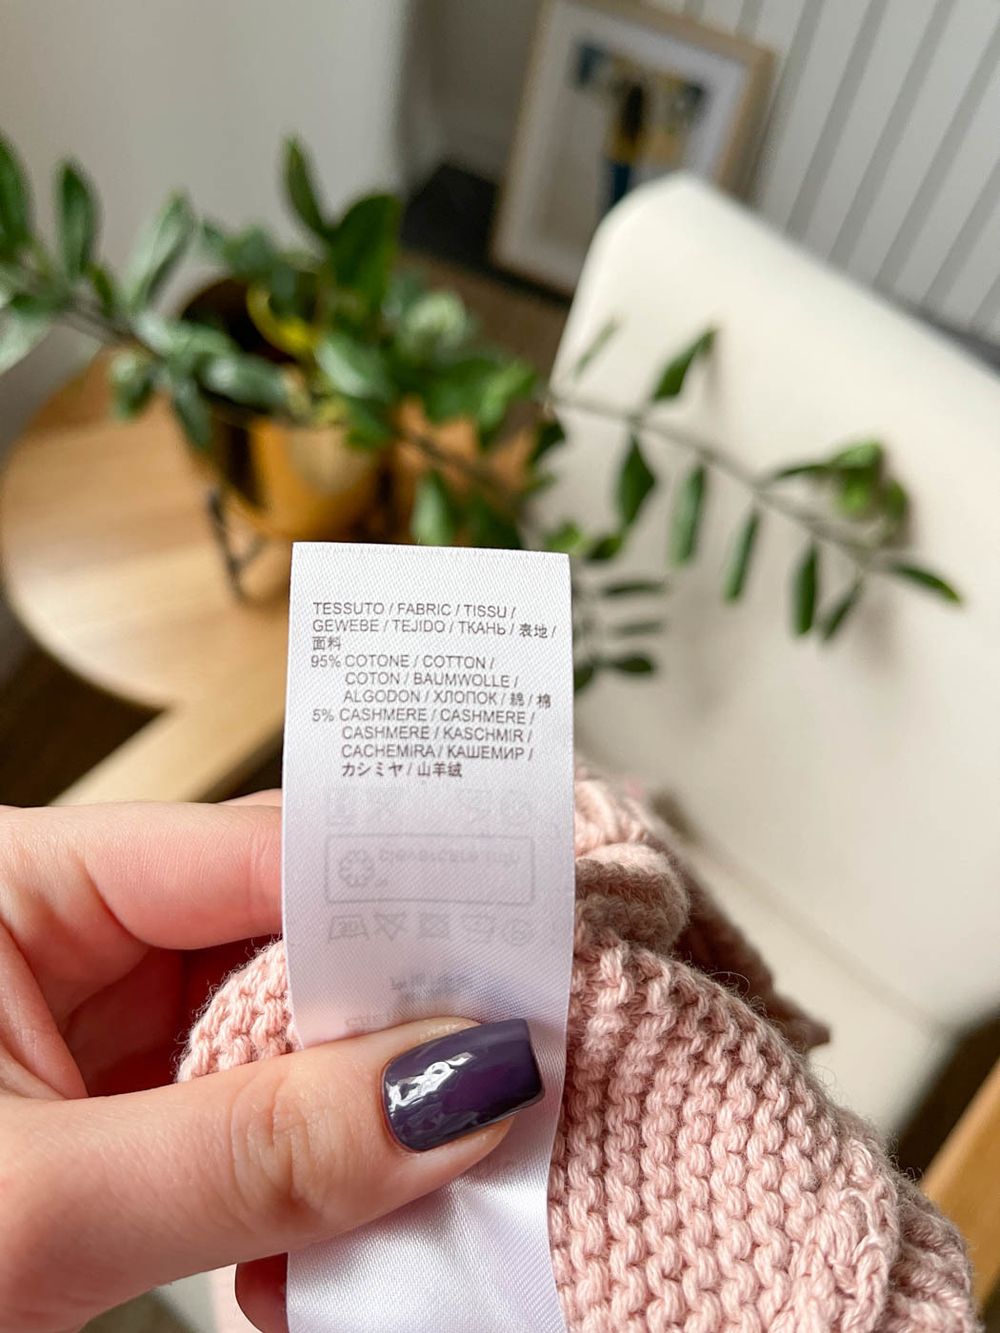 TESSUTO / FABRIC / TISSU /
GEWEBE / TEJIDO / ТКАНЬ / 表地 /
面料
95% COTONE / COTTON /
COTON / BAUMWOLLE /
ALGODON / ХЛОПОК / 綿 / 棉
5% CASHMERE / CASHMERE /
CASHMERE / KASCHMIR /
CACHEMIRA / КАШЕМИР /
カシミヤ / 山羊绒